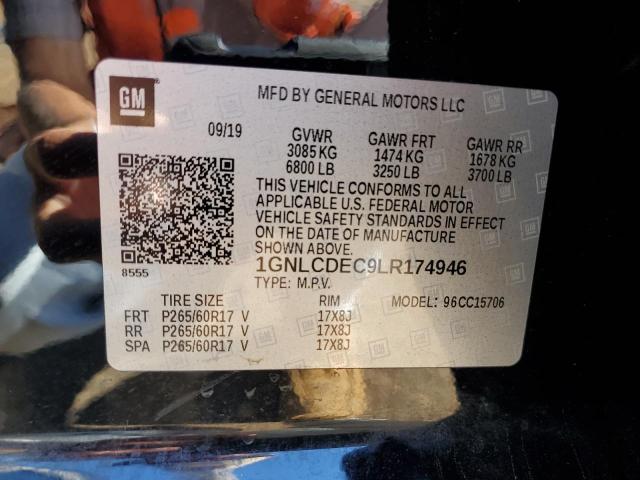 GM
MFD BY GENERAL MOTORS LLC
09/19 GVWR GAWR FRT GAWR RR
3085 KG 1474 KG 1678 KG
6800 LB 3250 LB 3700 LB
THIS VEHICLE CONFORMS TO ALL
APPLICABLE U.S. FEDERAL MOTOR
VEHICLE SAFETY STANDARDS IN EFFECT
ON THE DATE OF MANUFACTURE
SHOWN ABOVE.
8555
1GNLCDEC9LR174946
TYPE: M.P.V.
TIRE SIZE RIM MODEL: 96CC15706
FRT P265/60R17 V 17X8J
RR P265/60R17 V 17X8J
SPA P265/60R17 V 17X8J